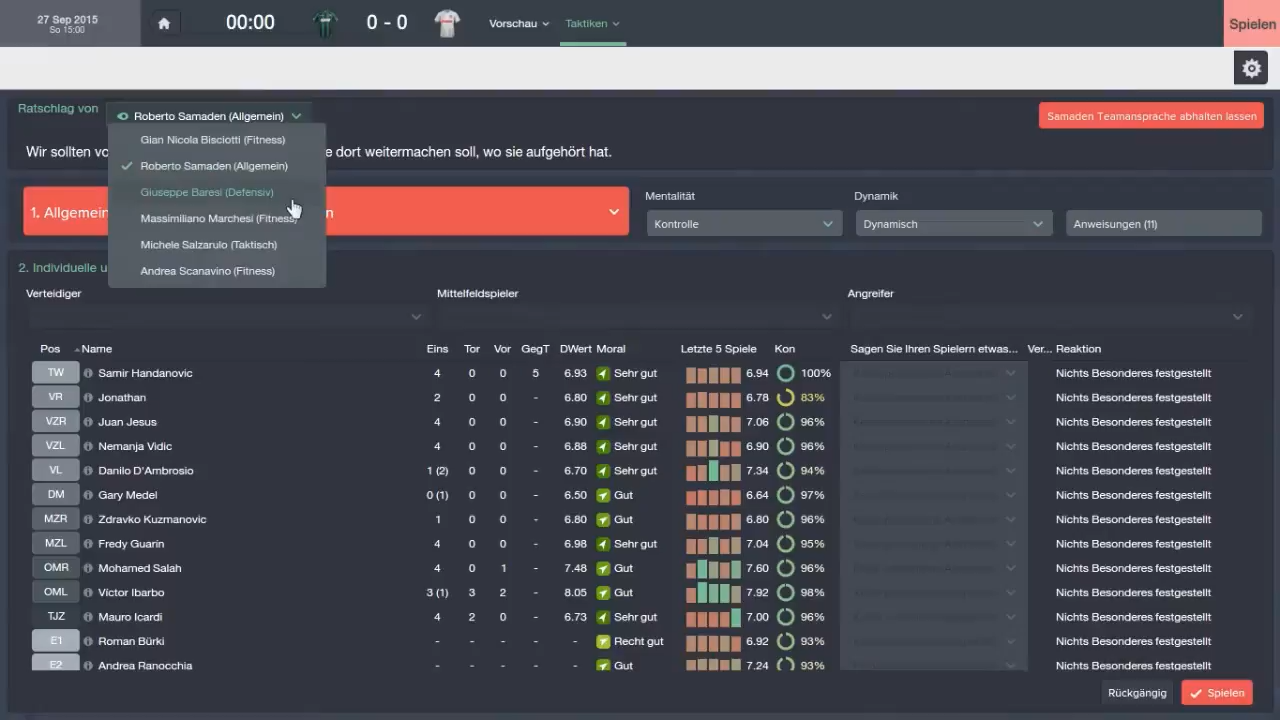 27 Sep 2015
So 15:00
00:00
0 - 0
Vorschau
Taktiken
Spielen
Ratschlag von
Roberto Samaden (Allgemein)
Samaden Teamansprache abhalten lassen
Gian Nicola Bisciotti (Fitness)
Roberto Samaden (Allgemein)
Giuseppe Baresi (Defensiv)
Massimiliano Marchesi (Fitness)
Michele Salzarulo (Taktisch)
Andrea Scanavino (Fitness)
Wir sollten vo
e dort weitermachen soll, wo sie aufgehört hat.
1. Allgemein
n
Mentalität
Kontrolle
Dynamik
Dynamisch
Anweisungen (11)
2. Individuelle u
Verteidiger Mittelfeldspieler Angreifer
Pos Name Eins Tor Vor GegT DWert Moral Letzte 5 Spiele Kon Sagen Sie Ihren Spielern etwas... Ver... Reaktion
TW Samir Handanovic 4 0 0 5 6.93 Sehr gut 6.94 100% Nichts Besonderes festgestellt
VR Jonathan 2 0 0 - 6.80 Sehr gut 6.78 83% Nichts Besonderes festgestellt
VZR Juan Jesus 4 0 0 - 6.90 Sehr gut 7.06 96% Nichts Besonderes festgestellt
VZL Nemanja Vidic 4 0 0 - 6.88 Sehr gut 6.90 96% Nichts Besonderes festgestellt
VL Danilo D'Ambrosio 1 (2) 0 0 - 6.70 Sehr gut 7.34 94% Nichts Besonderes festgestellt
DM Gary Medel 0 (1) 0 0 - 6.50 Gut 6.64 97% Nichts Besonderes festgestellt
MZR Zdravko Kuzmanovic 1 0 0 - 6.80 Gut 6.80 96% Nichts Besonderes festgestellt
MZL Fredy Guarin 4 0 0 - 6.98 Sehr gut 7.04 95% Nichts Besonderes festgestellt
OMR Mohamed Salah 4 0 1 - 7.48 Gut 7.60 96% Nichts Besonderes festgestellt
OML Víctor Ibarbo 3 (1) 3 2 - 8.05 Gut 7.92 98% Nichts Besonderes festgestellt
TJZ Mauro Icardi 4 2 0 - 6.73 Sehr gut 7.00 96% Nichts Besonderes festgestellt
E1 Roman Bürki - - - - - Recht gut 6.92 93% Nichts Besonderes festgestellt
E2 Andrea Ranocchia - - - - - Gut 7.24 93% Nichts Besonderes festgestellt
Rückgängig
Spielen